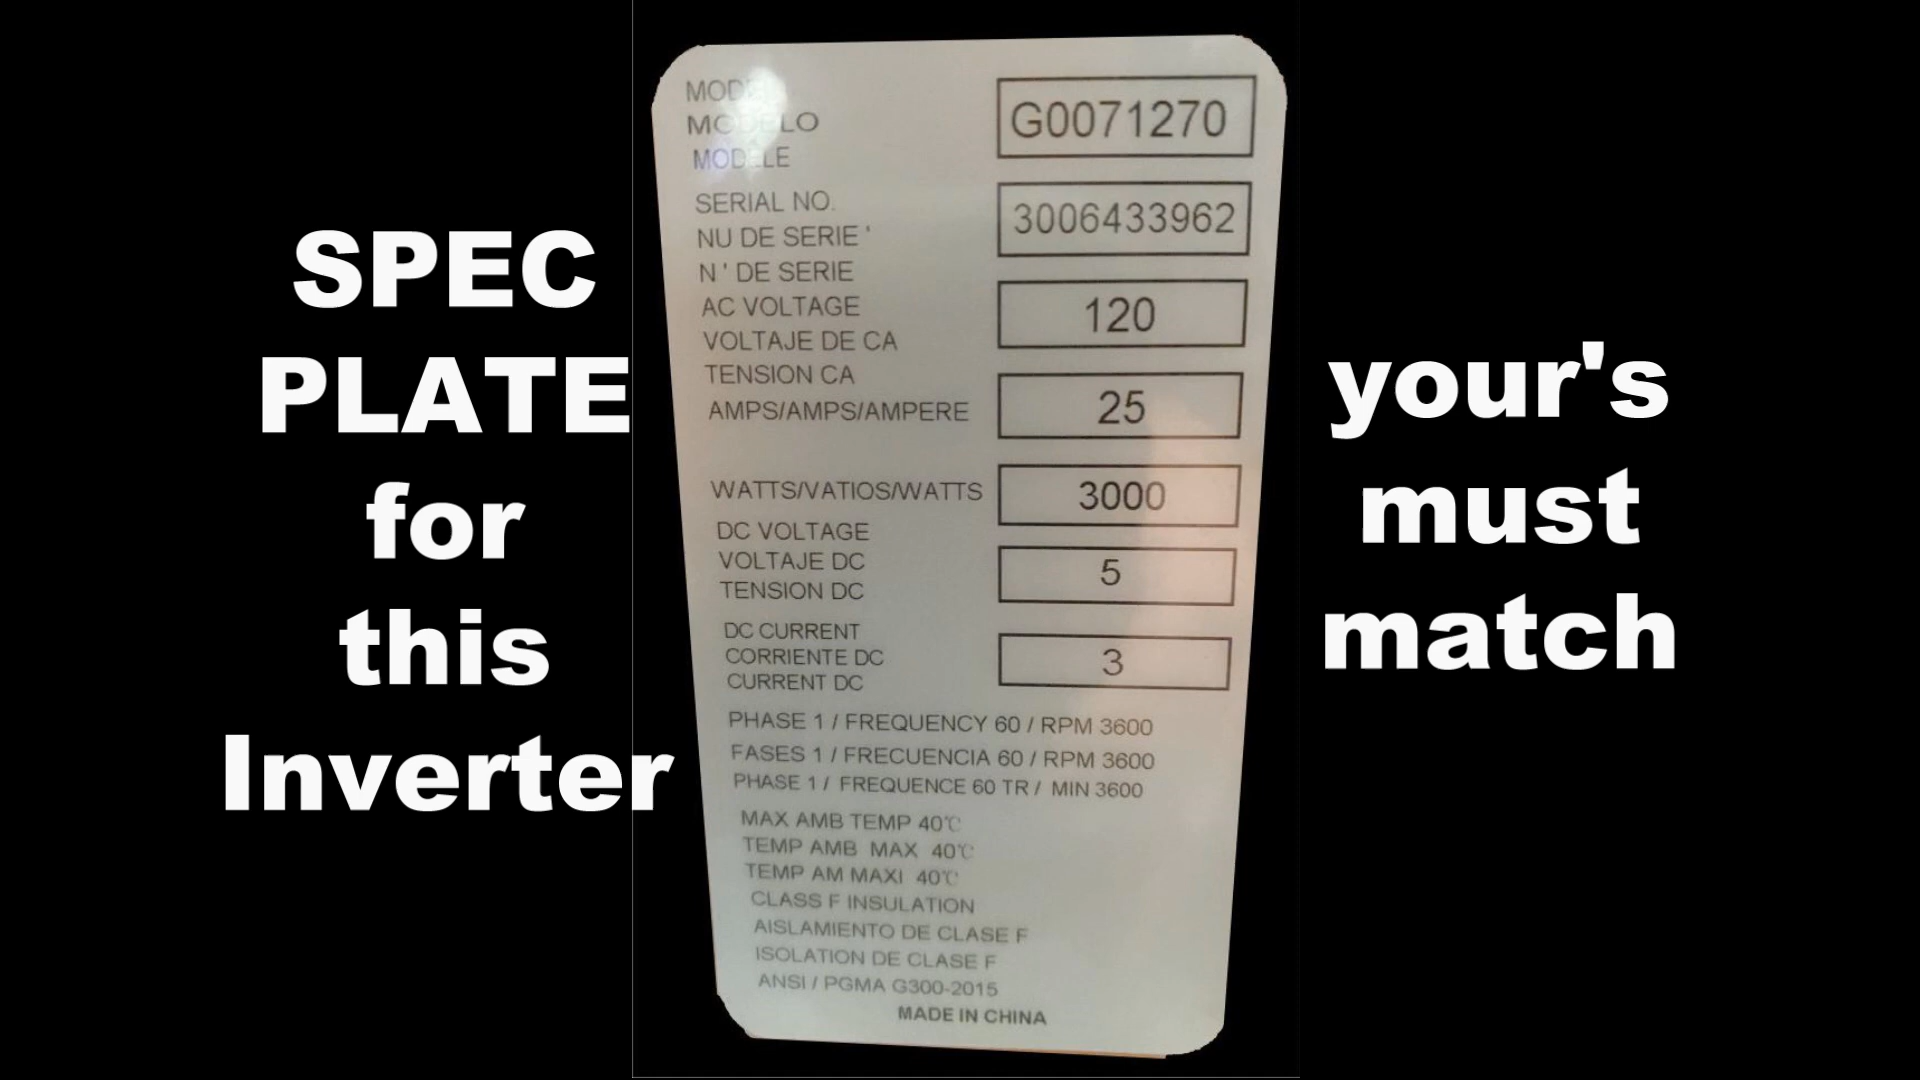 SPEC
PLATE
for
this
Inverter
MODELO
MODELE
G0071270
SERIAL NO.
NU DE SERIE '
N ' DE SERIE
3006433962
AC VOLTAGE
VOLTAJE DE CA
TENSION CA
120
AMPS/AMPS/AMPERE
25
WATTS/VATIOS/WATTS
3000
DC VOLTAGE
VOLTAJE DC
TENSION DC
5
DC CURRENT
CORRIENTE DC
CURRENT DC
3
PHASE 1 / FREQUENCY 60 / RPM 3600
FASES 1 / FRECUENCIA 60 / RPM 3600
PHASE 1 / FREQUENCE 60 TR / MIN 3600
MAX AMB TEMP 40℃
TEMP AMB MAX 40℃
TEMP AM MAXI 40℃
CLASS F INSULATION
AISLAMIENTO DE CLASE F
ISOLATION DE CLASE F
ANSI / PGMA G300-2015
MADE IN CHINA
your's
must
match